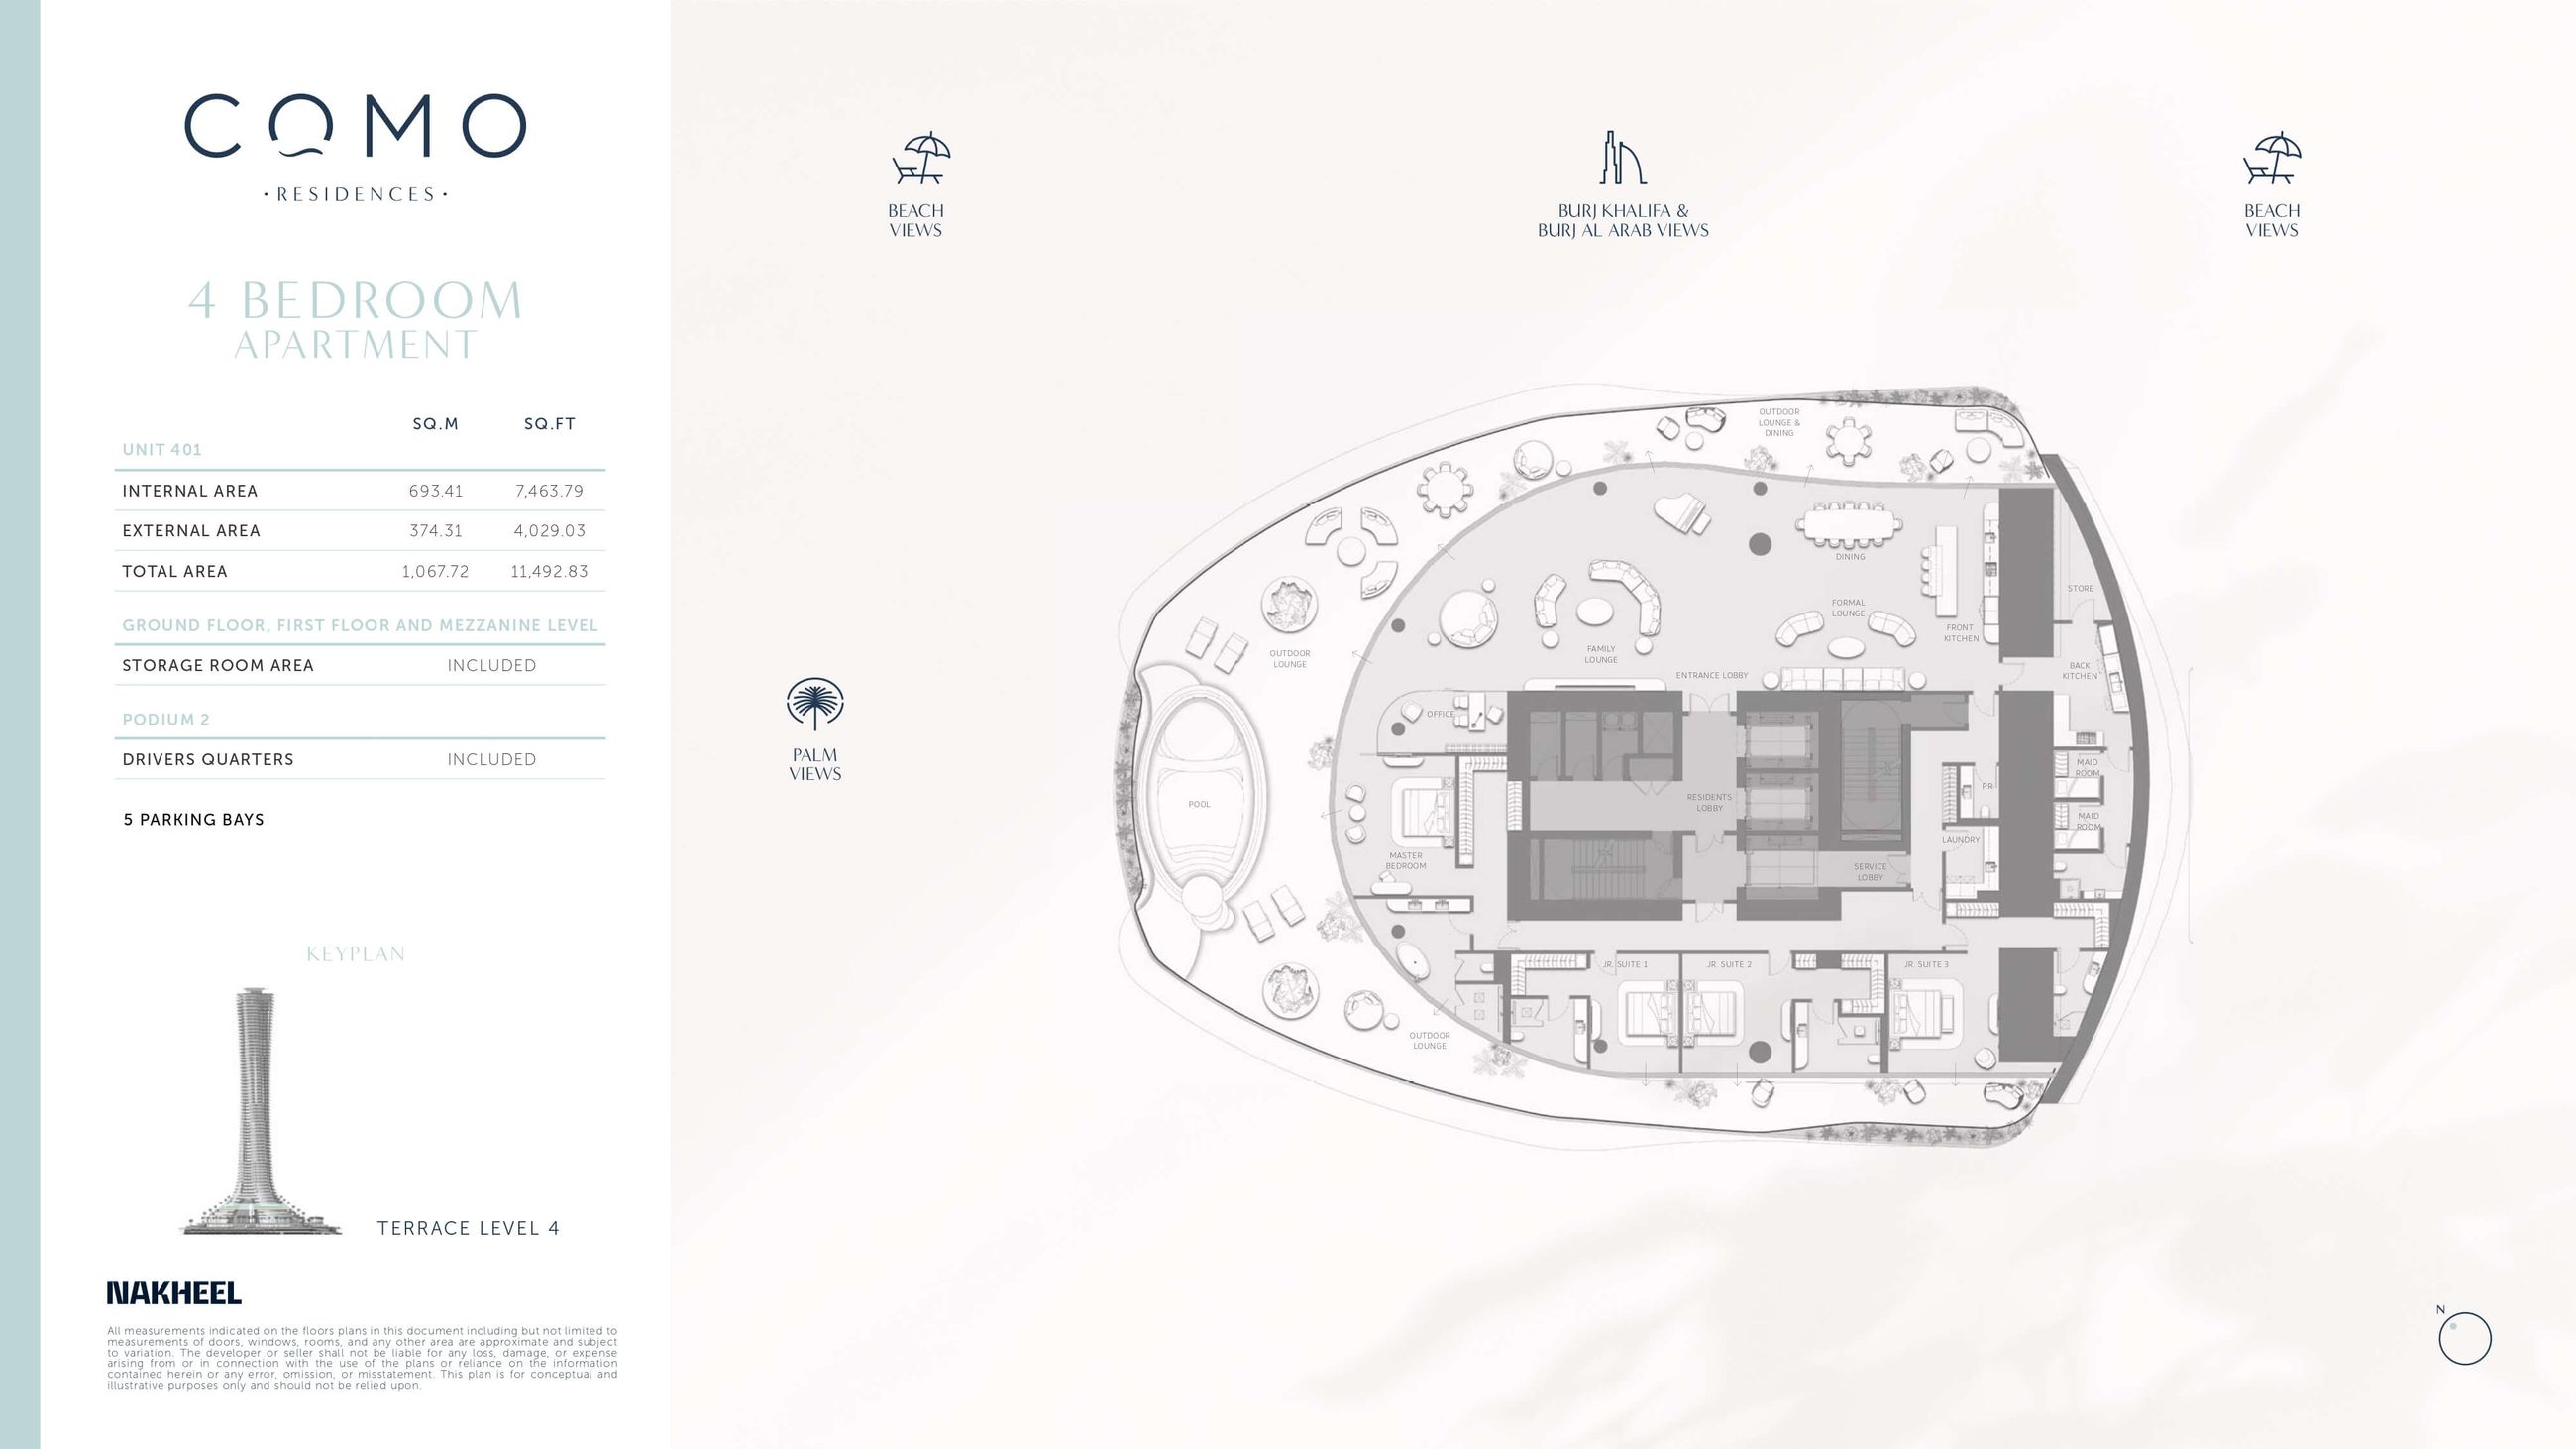 COMO
• RESIDENCES •
4 BEDROOM
APARTMENT
SQ.M SQ.FT
UNIT 401
INTERNAL AREA 693.41 7,463.79
EXTERNAL AREA 374.31 4,029.03
TOTAL AREA 1,067.72 11,492.83
GROUND FLOOR, FIRST FLOOR AND MEZZANINE LEVEL
STORAGE ROOM AREA INCLUDED
PODIUM 2
DRIVERS QUARTERS INCLUDED
5 PARKING BAYS
KEYPLAN
TERRACE LEVEL 4
NAKHEEL
All measurements indicated on the floors plans in this document including but not limited to
measurements of doors, windows, rooms, and any other area are approximate and subject
to variation. The developer or seller shall not be liable for any loss, damage, or expense
arising from or in connection with the use of the plans or reliance on the information
contained herein or any error, omission, or misstatement. This plan is for conceptual and
illustrative purposes only and should not be relied upon.
BEACH
VIEWS
BURJ KHALIFA &
BURJ AL ARAB VIEWS
BEACH
VIEWS
PALM
VIEWS
OUTDOOR
LOUNGE &
DINING
DINING
STORE
FORMAL
LOUNGE
FRONT
KITCHEN
FAMILY
LOUNGE
OUTDOOR
LOUNGE
ENTRANCE LOBBY
BACK
KITCHEN
OFFICE
MAID
ROOM
PR
POOL
RESIDENTS
LOBBY
MAID
ROOM
LAUNDRY
MASTER
BEDROOM
SERVICE
LOBBY
JR. SUITE 1
JR. SUITE 2
JR. SUITE 3
OUTDOOR
LOUNGE
N